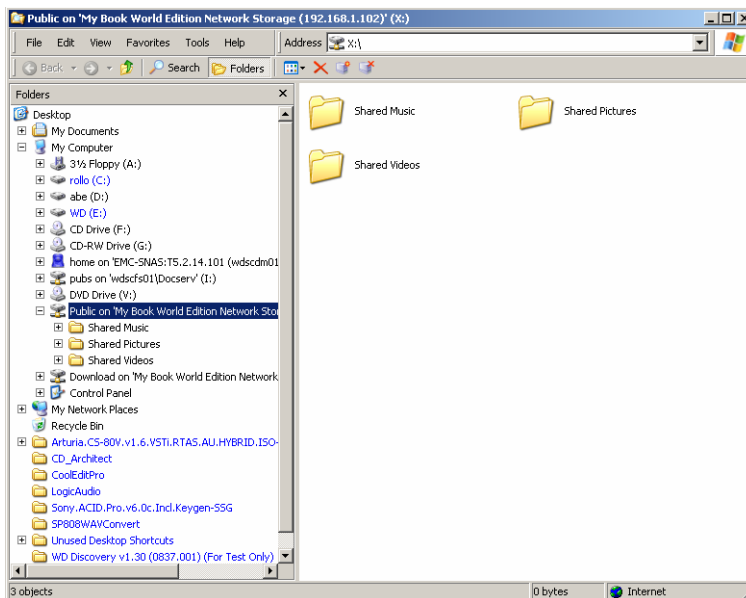 Public on 'My Book World Edition Network Storage (192.168.1.102)' (X:)
File Edit View Favorites Tools Help Address X:\
Back Search Folders
Folders
Desktop
My Documents
My Computer
3½ Floppy (A:)
rollo (C:)
abe (D:)
WD (E:)
CD Drive (F:)
CD-RW Drive (G:)
home on 'EMC-SNAS:T5.2.14.101 (wdscdm01
pubs on 'wdscfs01\Docserv' (I:)
DVD Drive (V:)
Public on 'My Book World Edition Network Stor
Shared Music
Shared Pictures
Shared Videos
Download on 'My Book World Edition Network
Control Panel
My Network Places
Recycle Bin
Arturia.CS-80V.v1.6.VSTi.RTAS.AU.HYBRID.ISO-
CD_Architect
CoolEditPro
LogicAudio
Sony.ACID.Pro.v6.0c.Incl.Keygen-SSG
SP808WAVConvert
Unused Desktop Shortcuts
WD Discovery v1.30 (0837.001) (For Test Only)
Shared Music Shared Pictures
Shared Videos
3 objects 0 bytes Internet